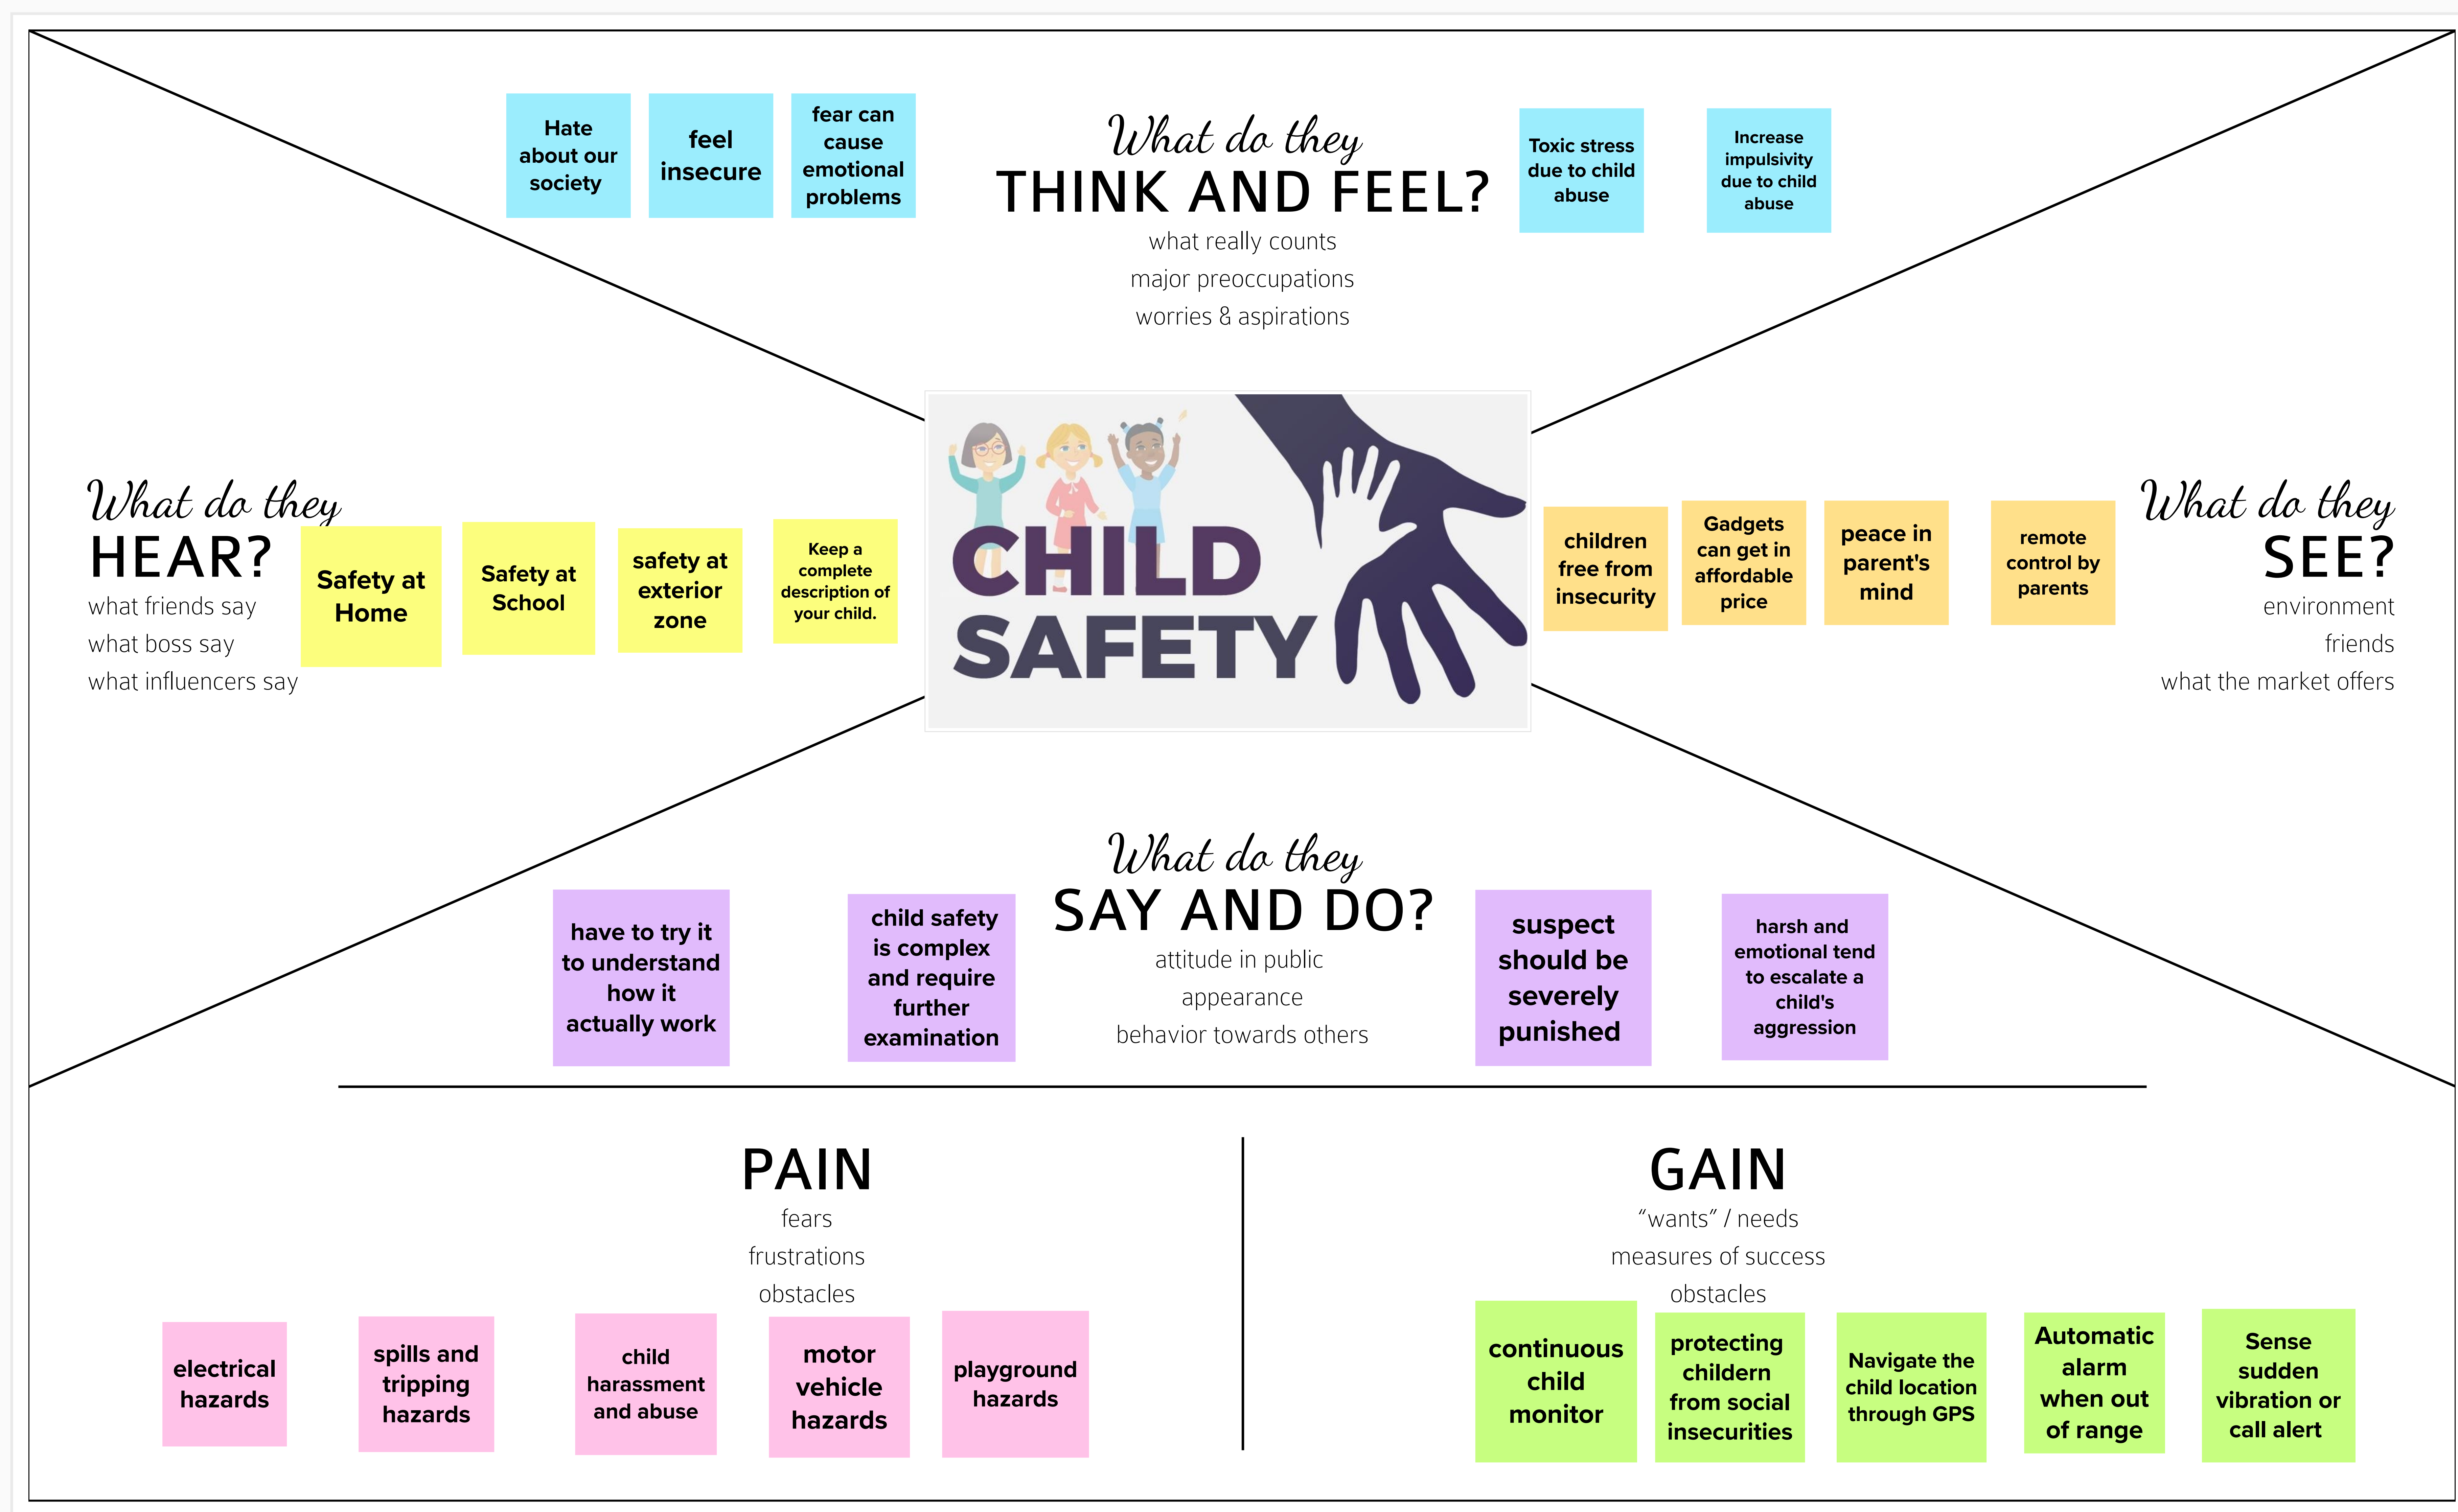 What do they
THINK AND FEEL?
what really counts
major preoccupations
worries & aspirations
Hate
about our
society
feel
insecure
fear can
cause
emotional
problems
Toxic stress
due to child
abuse
Increase
impulsivity
due to child
abuse
What do they
HEAR?
what friends say
what boss say
what influencers say
Safety at
Home
Safety at
School
safety at
exterior
zone
Keep a
complete
description of
your child.
CHILD
SAFETY
children
free from
insecurity
Gadgets
can get in
affordable
price
peace in
parent's
mind
remote
control by
parents
What do they
SEE?
environment
friends
what the market offers
What do they
SAY AND DO?
attitude in public
appearance
behavior towards others
have to try it
to understand
how it
actually work
child safety
is complex
and require
further
examination
suspect
should be
severely
punished
harsh and
emotional tend
to escalate a
child's
aggression
PAIN
fears
frustrations
obstacles
electrical
hazards
spills and
tripping
hazards
child
harassment
and abuse
motor
vehicle
hazards
playground
hazards
GAIN
“wants” / needs
measures of success
obstacles
continuous
child
monitor
protecting
childern
from social
insecurities
Navigate the
child location
through GPS
Automatic
alarm
when out
of range
Sense
sudden
vibration or
call alert